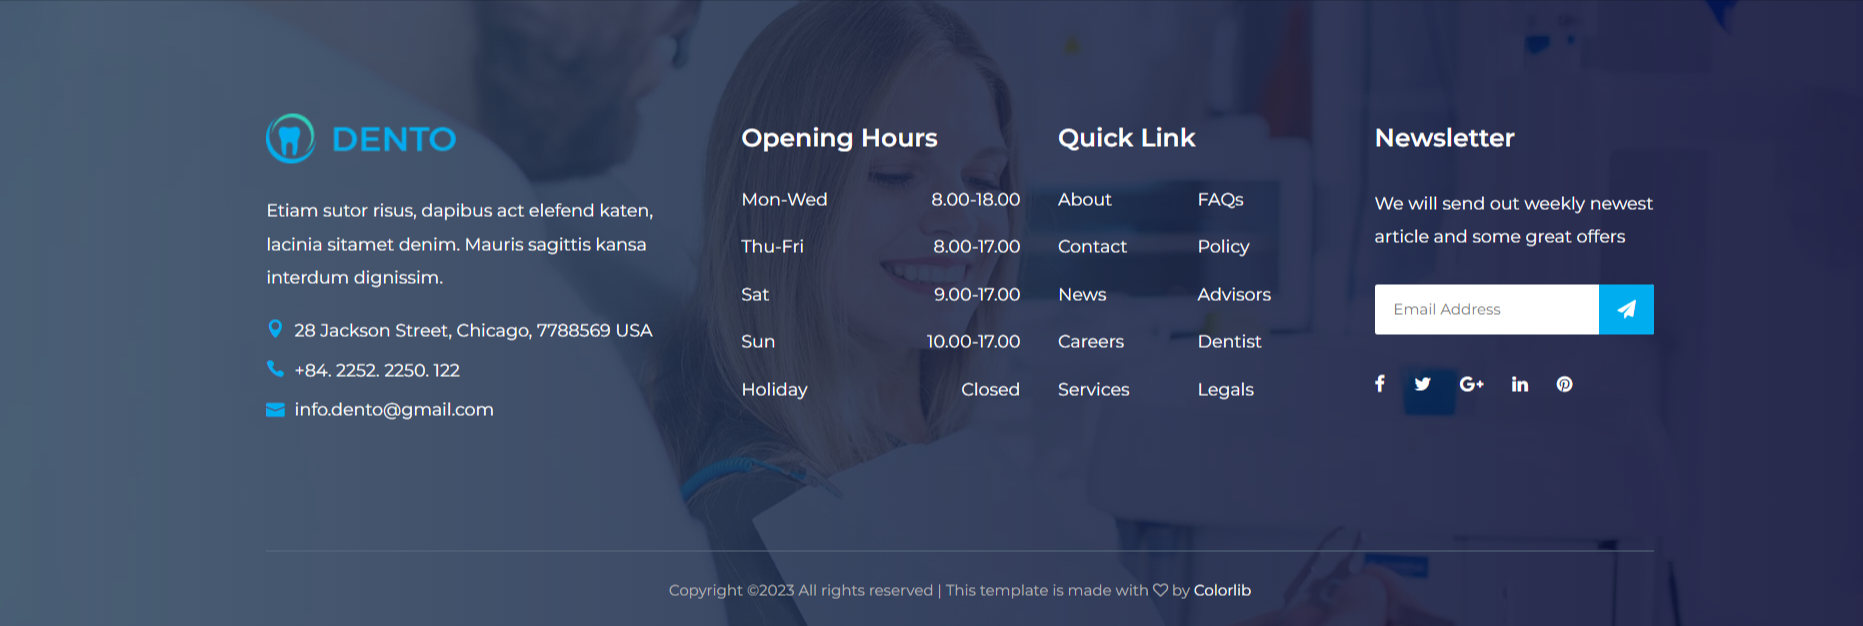 DENTO
Etiam sutor risus, dapibus act elefend katen,
lacinia sitamet denim. Mauris sagittis kansa
interdum dignissim.
28 Jackson Street, Chicago, 7788569 USA
+84. 2252. 2250. 122
info.dento@gmail.com
Opening Hours
Mon-Wed 8.00-18.00
Thu-Fri 8.00-17.00
Sat 9.00-17.00
Sun 10.00-17.00
Holiday Closed
Quick Link
About FAQs
Contact Policy
News Advisors
Careers Dentist
Services Legals
Newsletter
We will send out weekly newest
article and some great offers
Email Address
Copyright ©2023 All rights reserved | This template is made with ♡ by Colorlib